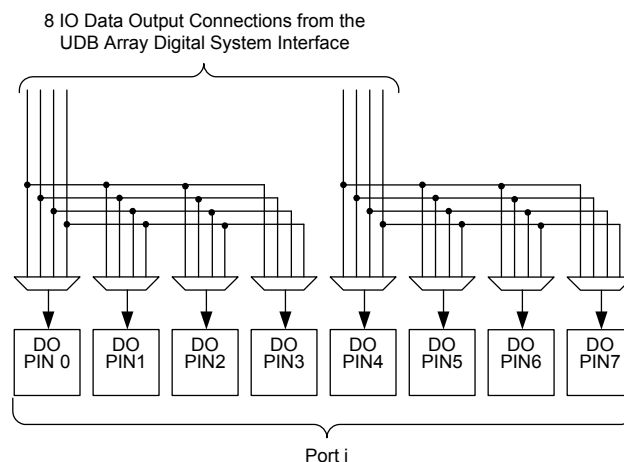 8 IO Data Output Connections from the
UDB Array Digital System Interface
DO
PIN 0
DO
PIN1
DO
PIN2
DO
PIN3
DO
PIN4
DO
PIN5
DO
PIN6
DO
PIN7
Port i